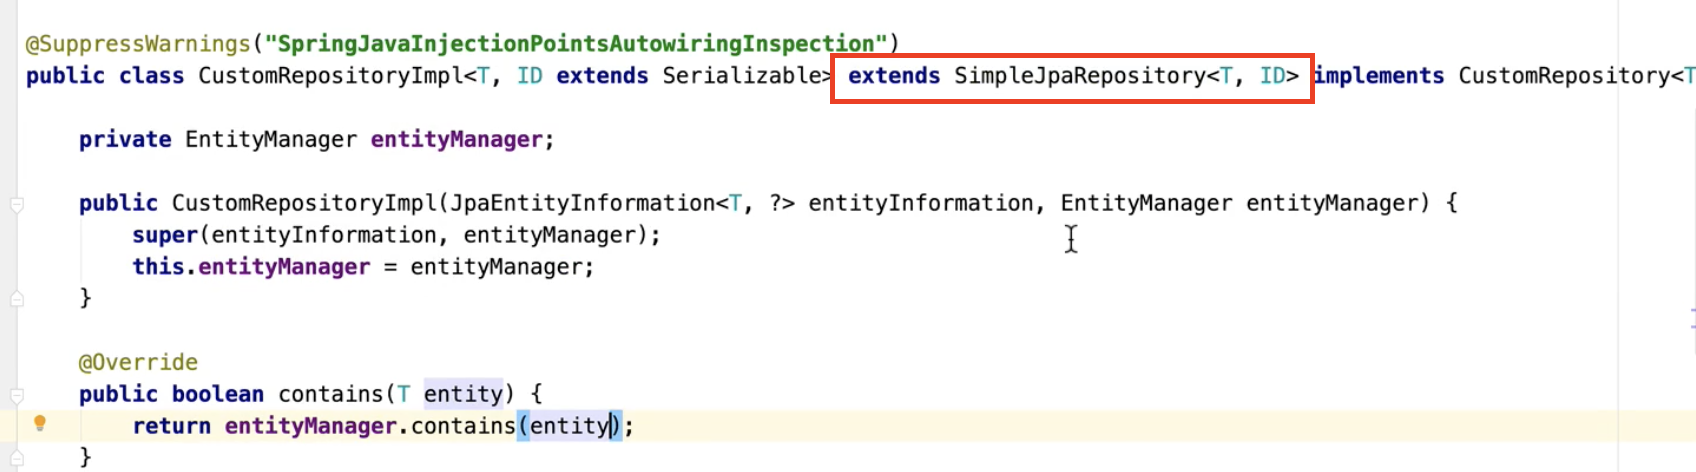 @SuppressWarnings("SpringJavaInjectionPointsAutowiringInspection")
public class CustomRepositoryImpl<T, ID extends Serializable> extends SimpleJpaRepository<T, ID> implements CustomRepository<T
private EntityManager entityManager;
public CustomRepositoryImpl(JpaEntityInformation<T, ?> entityInformation, EntityManager entityManager) {
super(entityInformation, entityManager);
this.entityManager = entityManager;
}
@Override
public boolean contains(T entity) {
return entityManager.contains(entity);
}